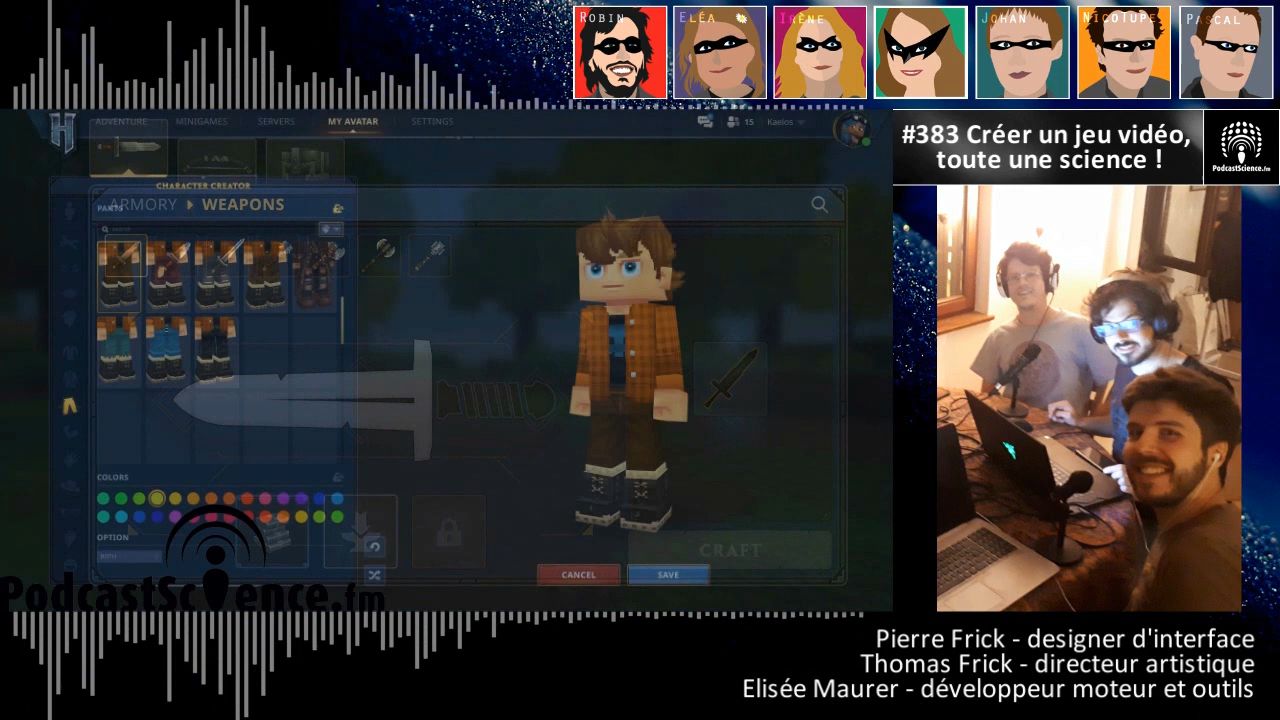 ROBIN
ELÉA
IRÈNE
JOHAN
NICOTUPE
PASCAL
#383 Créer un jeu vidéo,
toute une science !
PodcastScience.fm
H
ADVENTURE MINIGAMES SERVERS MY AVATAR SETTINGS
15 Kaelos
CHARACTER CREATOR
PANTS
ARMORY WEAPONS
COLORS
OPTION
CRAFT
CANCEL SAVE
PodcastScience.fm
Pierre Frick - designer d'interface
Thomas Frick - directeur artistique
Elisée Maurer - développeur moteur et outils